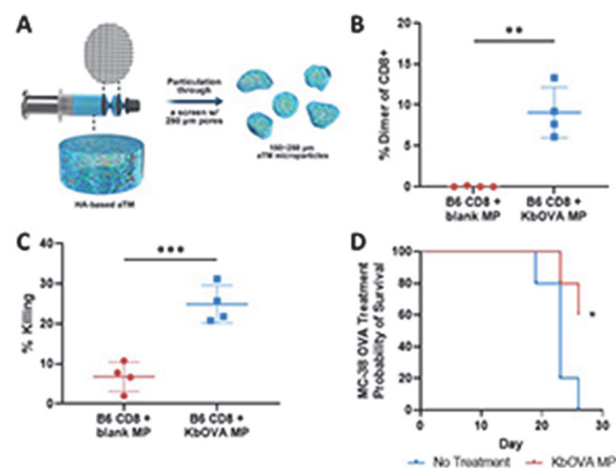 A
Particulation
through
a screen w/
250 μm pores
HA-based aTM
aTM microparticles
B
% Dimer of CD8+
20
15
10
5
0
**
B6 CD8 +
blank MP
B6 CD8 +
KbOVA MP
C
% Killing
40
30
20
10
0
***
B6 CD8 +
blank MP
B6 CD8 +
KbOVA MP
D
MC-38 OVA Treatment
Probability of Survival
100
80
60
40
20
0
*
0
10
20
30
Day
No Treatment
KbOVA MP